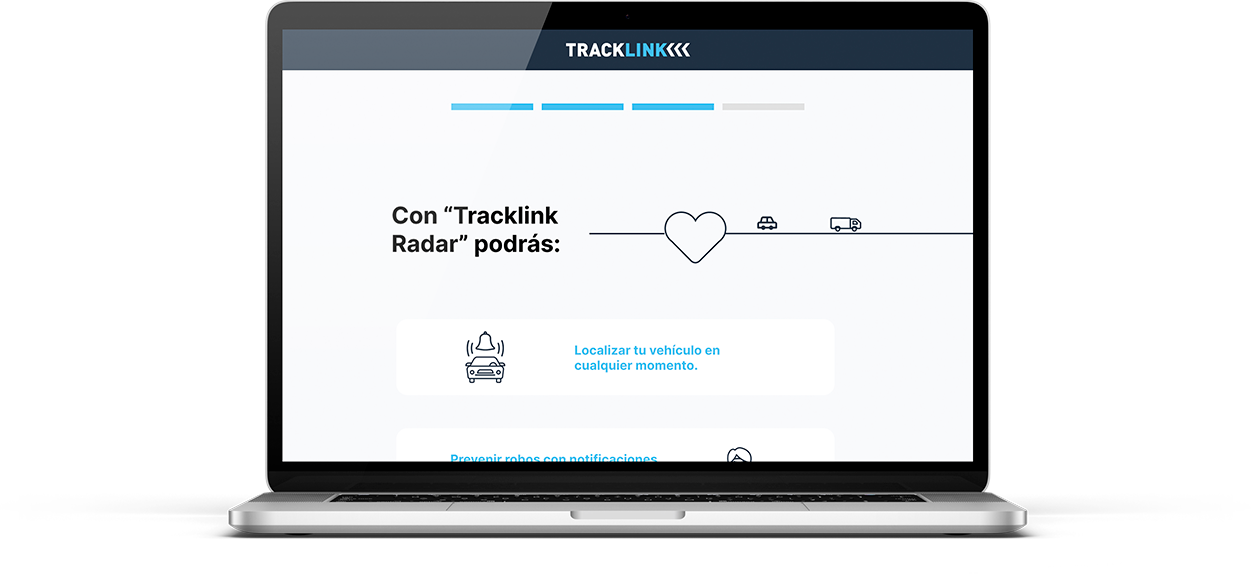 TRACKLINK
Con “Tracklink
Radar” podrás:
Localizar tu vehículo en
cualquier momento.
Prevenir robos con notificaciones